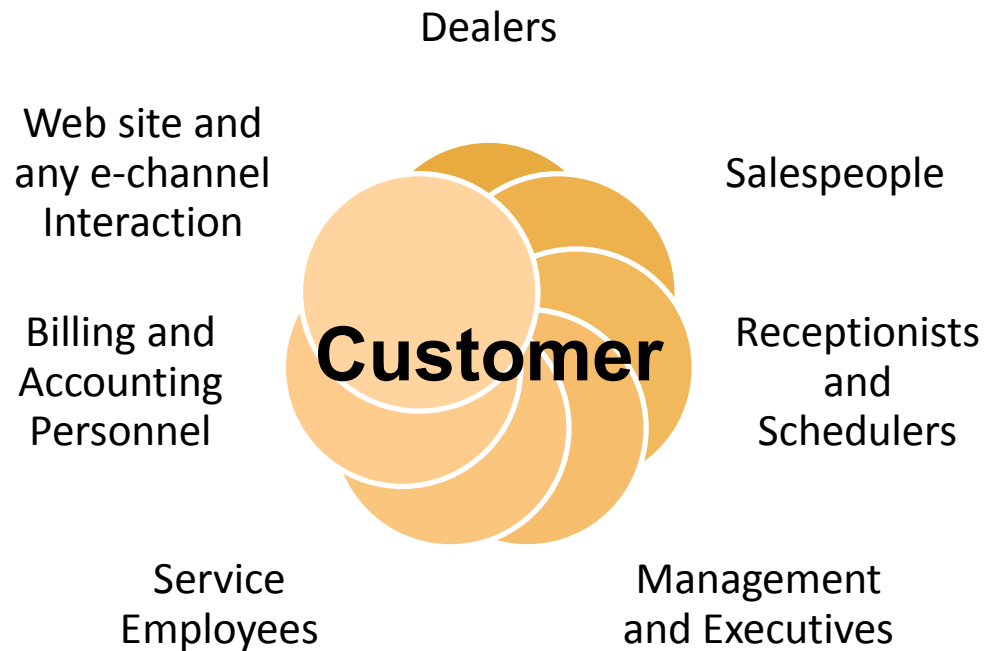 Dealers
Web site and
any e-channel
Interaction
Salespeople
Customer
Billing and
Accounting
Personnel
Receptionists
and
Schedulers
Service
Employees
Management
and Executives